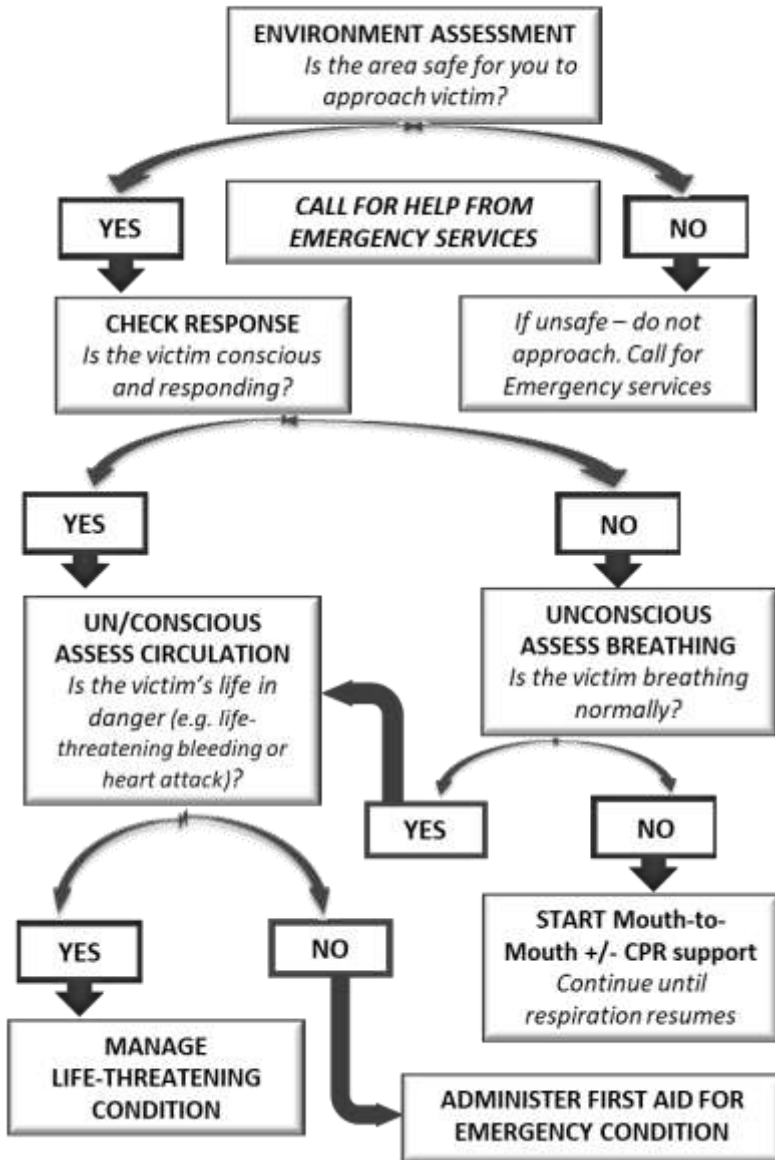 ENVIRONMENT ASSESSMENT
Is the area safe for you to
approach victim?
YES
CALL FOR HELP FROM
EMERGENCY SERVICES
NO
CHECK RESPONSE
Is the victim conscious
and responding?
If unsafe – do not
approach. Call for
Emergency services
YES
NO
UN/CONSCIOUS
ASSESS CIRCULATION
Is the victim's life in
danger (e.g. life-
threatening bleeding or
heart attack)?
UNCONSCIOUS
ASSESS BREATHING
Is the victim breathing
normally?
YES
NO
YES
NO
START Mouth-to-
Mouth +/- CPR support
Continue until
respiration resumes
MANAGE
LIFE-THREATENING
CONDITION
ADMINISTER FIRST AID FOR
EMERGENCY CONDITION